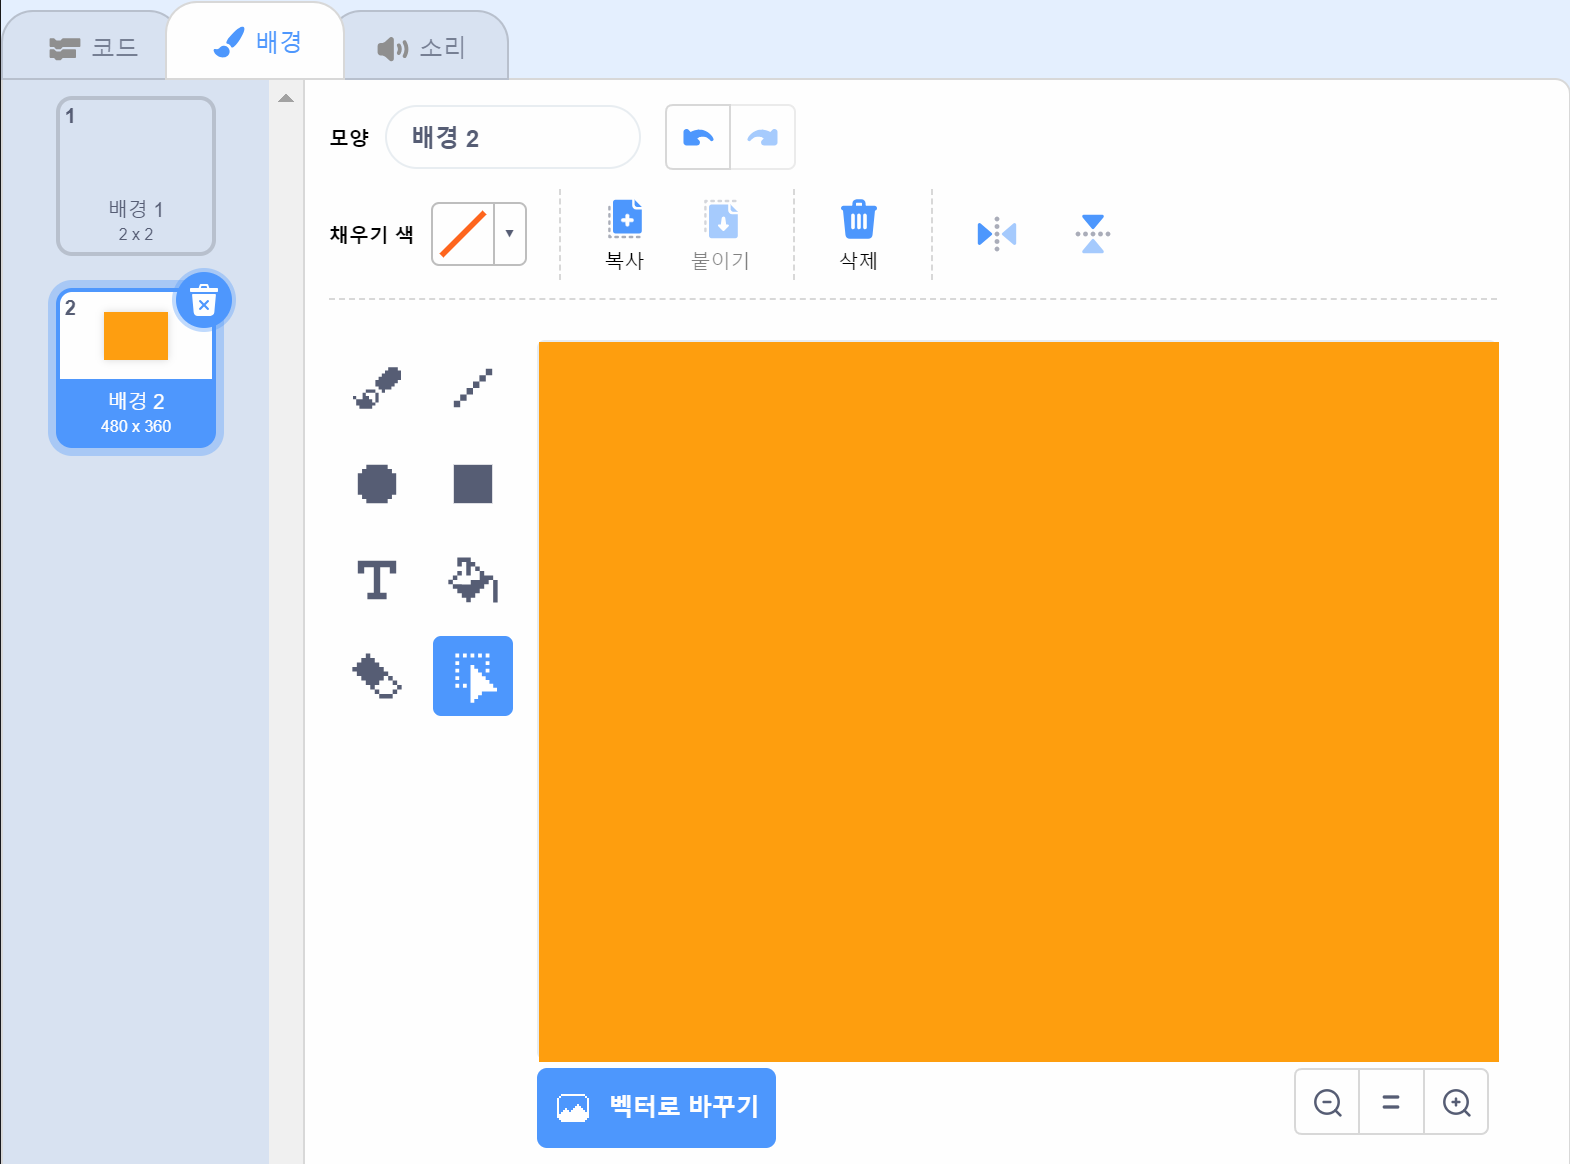 코드
배경
소리
1
배경 1
2 x 2
2
배경 2
480 x 360
모양
배경 2
채우기 색
복사
붙이기
삭제
벡터로 바꾸기